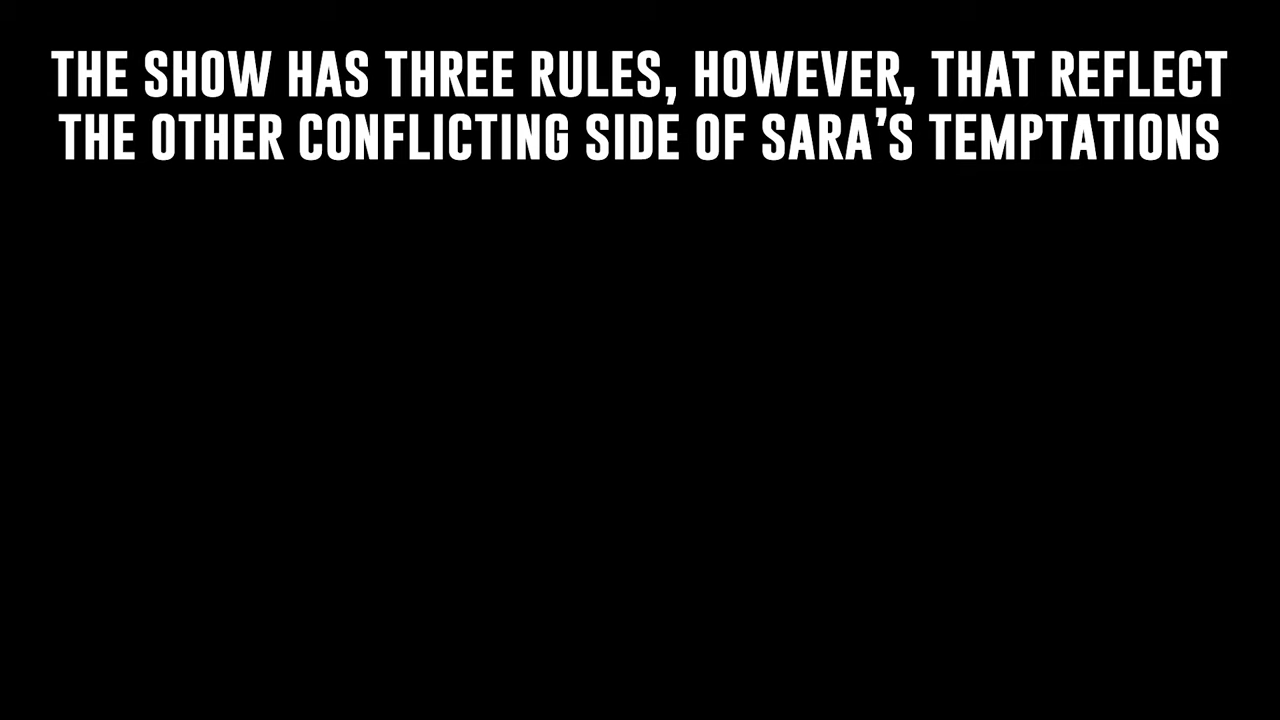 THE SHOW HAS THREE RULES, HOWEVER, THAT REFLECT
THE OTHER CONFLICTING SIDE OF SARA’S TEMPTATIONS